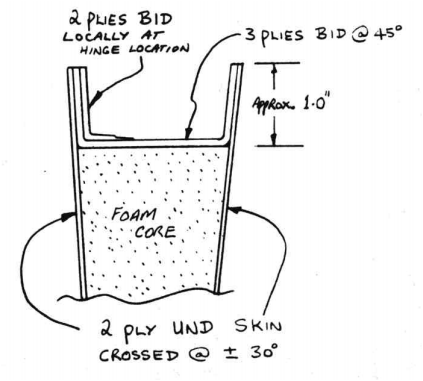 2 PLIES BID
LOCALLY AT
HINGE LOCATION
3 PLIES BID @ 45°
APPROX. 1.0"
FOAM
CORE
2 PLY UND SKIN
CROSSED @ ± 30°